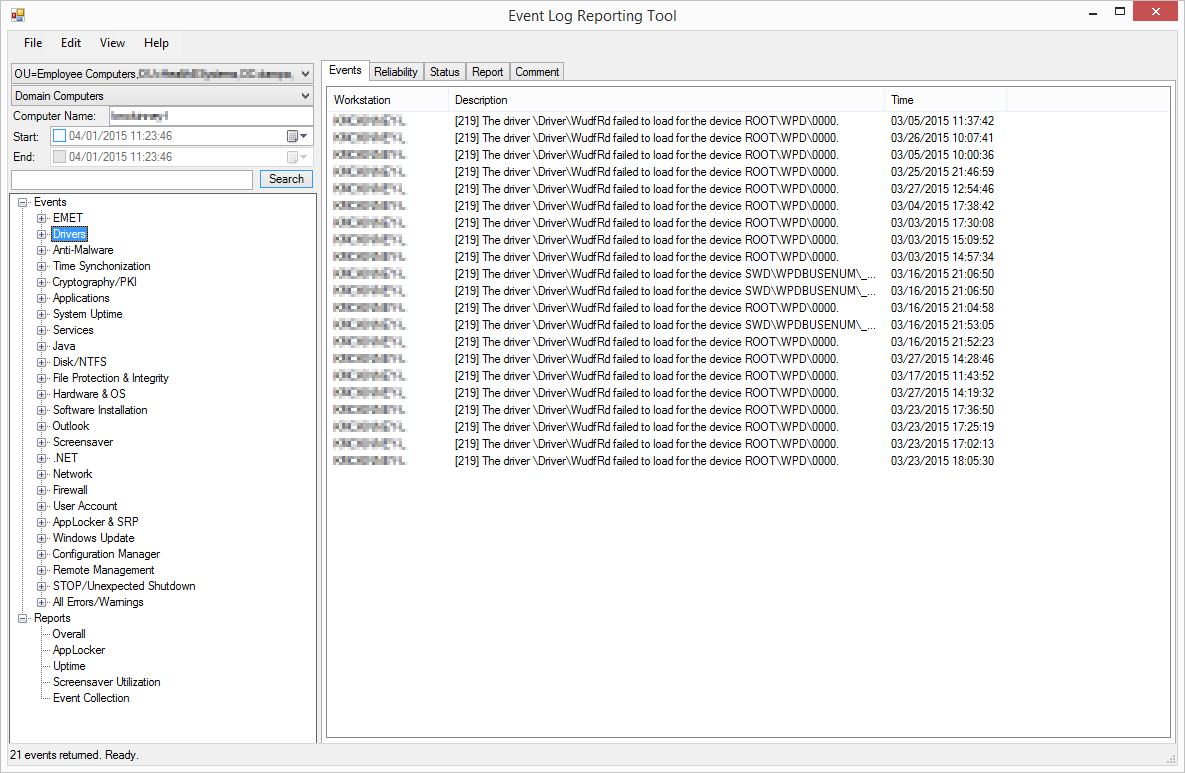 Event Log Reporting Tool
File Edit View Help
OU=Employee Computers,
Domain Computers
Computer Name:
Start: 04/01/2015 11:23:46
End: 04/01/2015 11:23:46
Search
Events
EMET
Drivers
Anti-Malware
Time Synchonization
Cryptography/PKI
Applications
System Uptime
Services
Java
Disk/NTFS
File Protection & Integrity
Hardware & OS
Software Installation
Outlook
Screensaver
.NET
Network
Firewall
User Account
AppLocker & SRP
Windows Update
Configuration Manager
Remote Management
STOP/Unexpected Shutdown
All Errors/Warnings
Reports
Overall
AppLocker
Uptime
Screensaver Utilization
Event Collection
Events Reliability Status Report Comment
Workstation Description Time
[219] The driver \Driver\WudfRd failed to load for the device ROOT\WPD\0000. 03/05/2015 11:37:42
[219] The driver \Driver\WudfRd failed to load for the device ROOT\WPD\0000. 03/26/2015 10:07:41
[219] The driver \Driver\WudfRd failed to load for the device ROOT\WPD\0000. 03/05/2015 10:00:36
[219] The driver \Driver\WudfRd failed to load for the device ROOT\WPD\0000. 03/25/2015 21:46:59
[219] The driver \Driver\WudfRd failed to load for the device ROOT\WPD\0000. 03/27/2015 12:54:46
[219] The driver \Driver\WudfRd failed to load for the device ROOT\WPD\0000. 03/04/2015 17:38:42
[219] The driver \Driver\WudfRd failed to load for the device ROOT\WPD\0000. 03/03/2015 17:30:08
[219] The driver \Driver\WudfRd failed to load for the device ROOT\WPD\0000. 03/03/2015 15:09:52
[219] The driver \Driver\WudfRd failed to load for the device ROOT\WPD\0000. 03/03/2015 14:57:34
[219] The driver \Driver\WudfRd failed to load for the device SWD\WPDBUSENUM\_... 03/16/2015 21:06:50
[219] The driver \Driver\WudfRd failed to load for the device SWD\WPDBUSENUM\_... 03/16/2015 21:06:50
[219] The driver \Driver\WudfRd failed to load for the device ROOT\WPD\0000. 03/16/2015 21:04:58
[219] The driver \Driver\WudfRd failed to load for the device SWD\WPDBUSENUM\_... 03/16/2015 21:53:05
[219] The driver \Driver\WudfRd failed to load for the device ROOT\WPD\0000. 03/16/2015 21:52:23
[219] The driver \Driver\WudfRd failed to load for the device ROOT\WPD\0000. 03/27/2015 14:28:46
[219] The driver \Driver\WudfRd failed to load for the device ROOT\WPD\0000. 03/17/2015 11:43:52
[219] The driver \Driver\WudfRd failed to load for the device ROOT\WPD\0000. 03/27/2015 14:19:32
[219] The driver \Driver\WudfRd failed to load for the device ROOT\WPD\0000. 03/23/2015 17:36:50
[219] The driver \Driver\WudfRd failed to load for the device ROOT\WPD\0000. 03/23/2015 17:25:19
[219] The driver \Driver\WudfRd failed to load for the device ROOT\WPD\0000. 03/23/2015 17:02:13
[219] The driver \Driver\WudfRd failed to load for the device ROOT\WPD\0000. 03/23/2015 18:05:30
21 events returned. Ready.